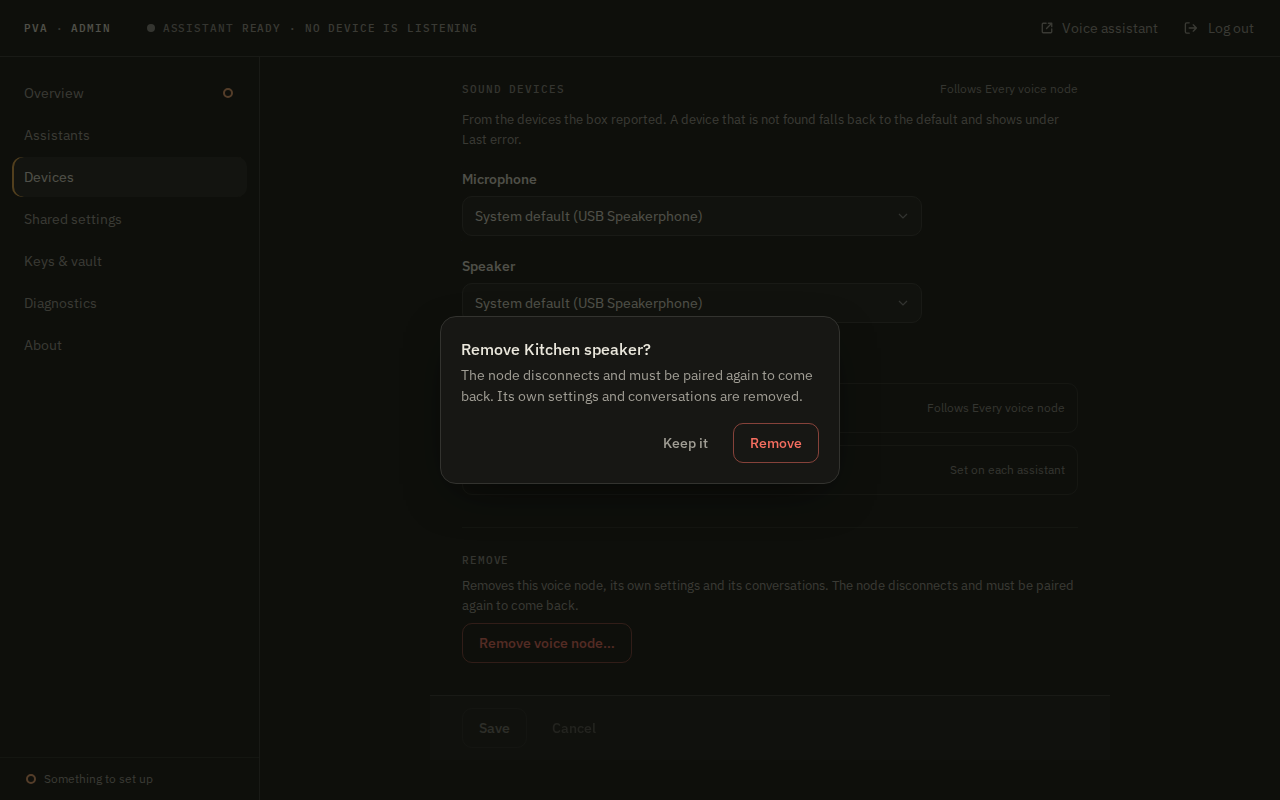 PVA · ADMIN
ASSISTANT READY · NO DEVICE IS LISTENING
Voice assistant
Log out
Overview
Assistants
Devices
Shared settings
Keys & vault
Diagnostics
About
Something to set up
SOUND DEVICES
Follows Every voice node
From the devices the box reported. A device that is not found falls back to the default and shows under
Last error.
Microphone
System default (USB Speakerphone)
Speaker
System default (USB Speakerphone)
Remove Kitchen speaker?
The node disconnects and must be paired again to come
back. Its own settings and conversations are removed.
Keep it
Remove
Follows Every voice node
Set on each assistant
REMOVE
Removes this voice node, its own settings and its conversations. The node disconnects and must be paired
again to come back.
Remove voice node...
Save
Cancel